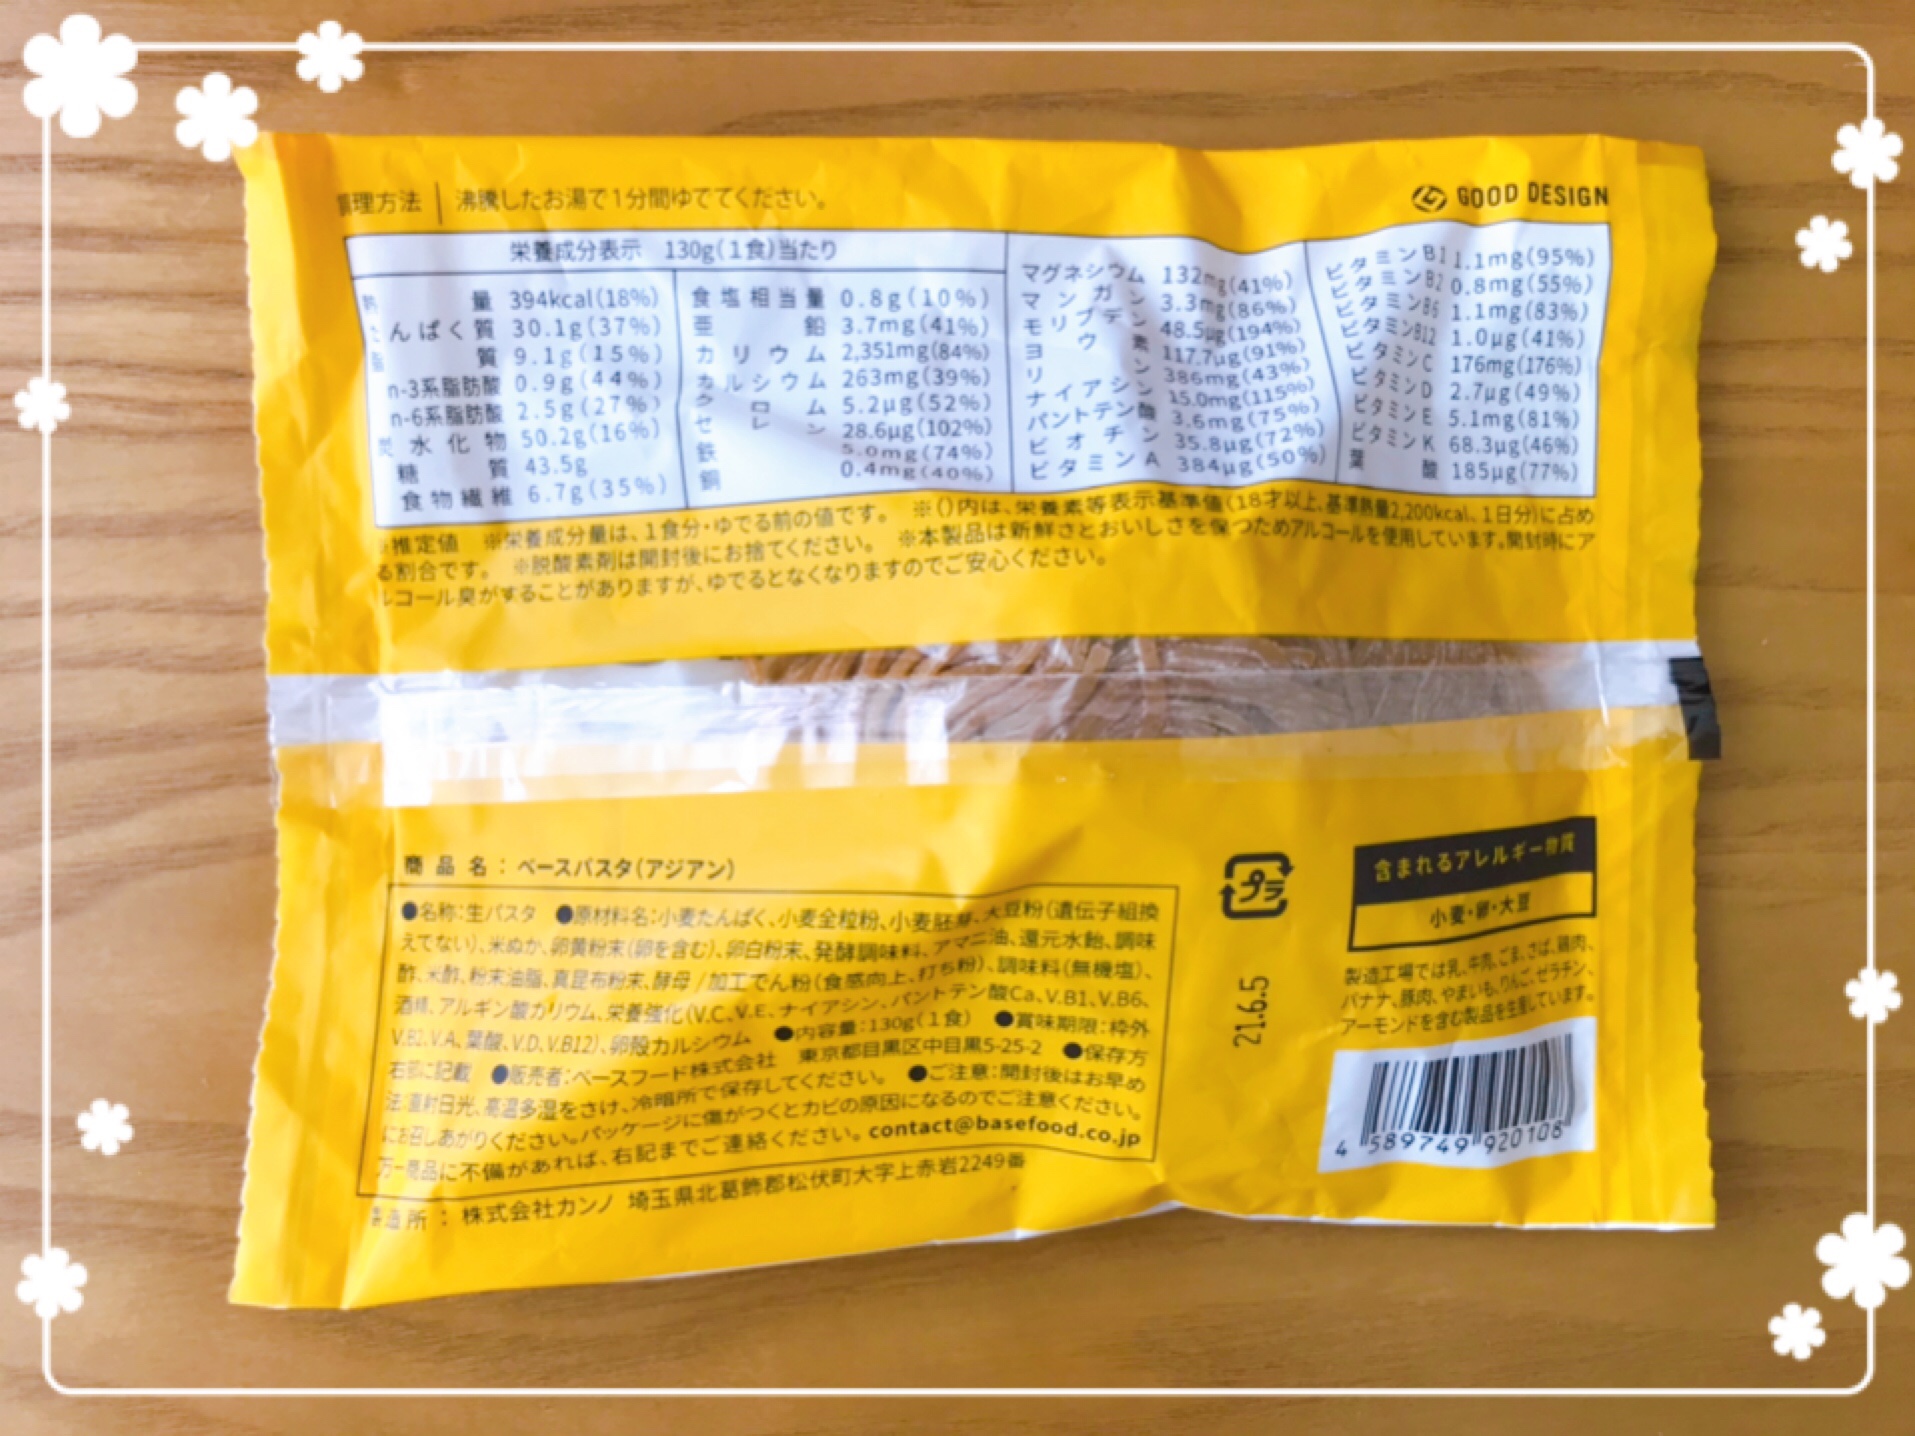 調理方法｜沸騰したお湯で1分間ゆでてください。
GOOD DESIGN
栄養成分表示 130g(1食)当たり
熱量 394kcal(18%)
たんぱく質 30.1g(37%)
脂質 9.1g(15%)
n-3系脂肪酸 0.9g(44%)
n-6系脂肪酸 2.5g(27%)
炭水化物 50.2g(16%)
糖質 43.5g
食物繊維 6.7g(35%)
食塩相当量 0.8g(10%)
亜鉛 3.7mg(41%)
カリウム 2,351mg(84%)
カルシウム 263mg(39%)
クロム 5.2μg(52%)
セレン 28.6μg(102%)
鉄 5.0mg(74%)
銅 0.4mg(40%)
マグネシウム 132mg(41%)
マンガン 3.3mg(86%)
モリブデン 48.5μg(194%)
ヨウ素 117.7μg(91%)
リン 386mg(43%)
ナイアシン 15.0mg(115%)
パントテン酸 3.6mg(75%)
ビオチン 35.8μg(72%)
ビタミンA 384μg(50%)
ビタミンB1 1.1mg(95%)
ビタミンB2 0.8mg(55%)
ビタミンB6 1.1mg(83%)
ビタミンB12 1.0μg(41%)
ビタミンC 176mg(176%)
ビタミンD 2.7μg(49%)
ビタミンE 5.1mg(81%)
ビタミンK 68.3μg(46%)
葉酸 185μg(77%)
※推定値 ※栄養成分量は、1食分・ゆでる前の値です。 ※()内は、栄養素等表示基準値(18才以上、基準熱量2,200kcal、1日分)に占め
る割合です。 ※脱酸素剤は開封後にお捨てください。 ※本製品は新鮮さとおいしさを保つためアルコールを使用しています。開封時にア
ルコール臭がすることがありますが、ゆでるとなくなりますのでご安心ください。
商品名：ベースパスタ(アジアン)
●名称：生パスタ ●原材料名：小麦たんぱく、小麦全粒粉、小麦胚芽、大豆粉(遺伝子組換
えでない)、米ぬか、卵黄粉末(卵を含む)、卵白粉末、発酵調味料、アマニ油、還元水飴、調味
酢、米酢、粉末油脂、真昆布粉末、酵母/加工でん粉(食感向上、打ち粉)、調味料(無機塩)、
酒精、アルギン酸カリウム、栄養強化(V.C、V.E、ナイアシン、パントテン酸Ca、V.B1、V.B6、
V.B2、V.A、葉酸、V.D、V.B12)、卵殻カルシウム ●内容量：130g(1食) ●賞味期限：枠外
右部に記載 ●販売者：ベースフード株式会社 東京都目黒区中目黒5-25-2 ●保存方
法：直射日光、高温多湿をさけ、冷暗所で保存してください。 ●ご注意：開封後はお早め
にお召しあがりください。パッケージに傷がつくとカビの原因になるのでご注意ください。
万一商品に不備があれば、右記までご連絡ください。contact@basefood.co.jp
製造所：株式会社カンノ 埼玉県北葛飾郡松伏町大字上赤岩2249番
プラ
21.6.5
含まれるアレルギー物質
小麦・卵・大豆
製造工場では乳、牛肉、ごま、さば、鶏肉、
バナナ、豚肉、やまいも、りんご、ゼラチン、
アーモンドを含む製品を生産しています。
4 589749 920108